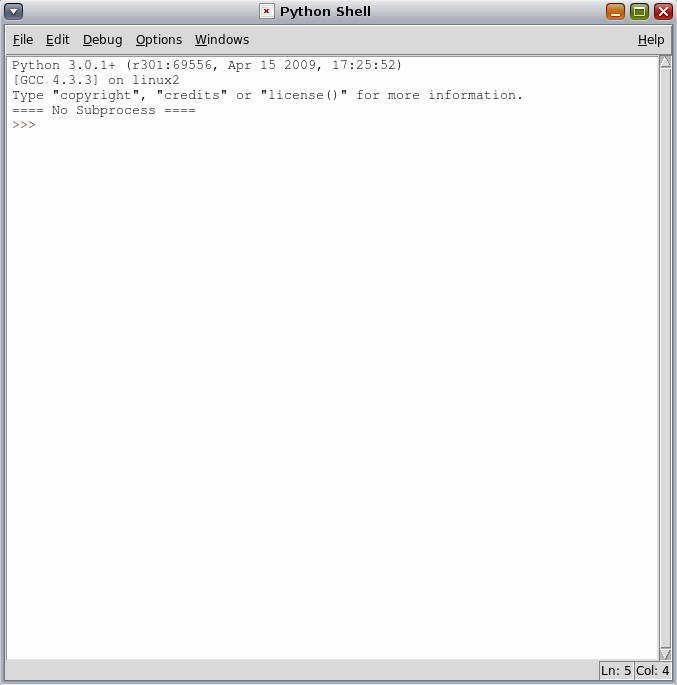 Python Shell
File Edit Debug Options Windows Help
Python 3.0.1+ (r301:69556, Apr 15 2009, 17:25:52)
[GCC 4.3.3] on linux2
Type "copyright", "credits" or "license()" for more information.
==== No Subprocess ====
>>>
Ln: 5 Col: 4